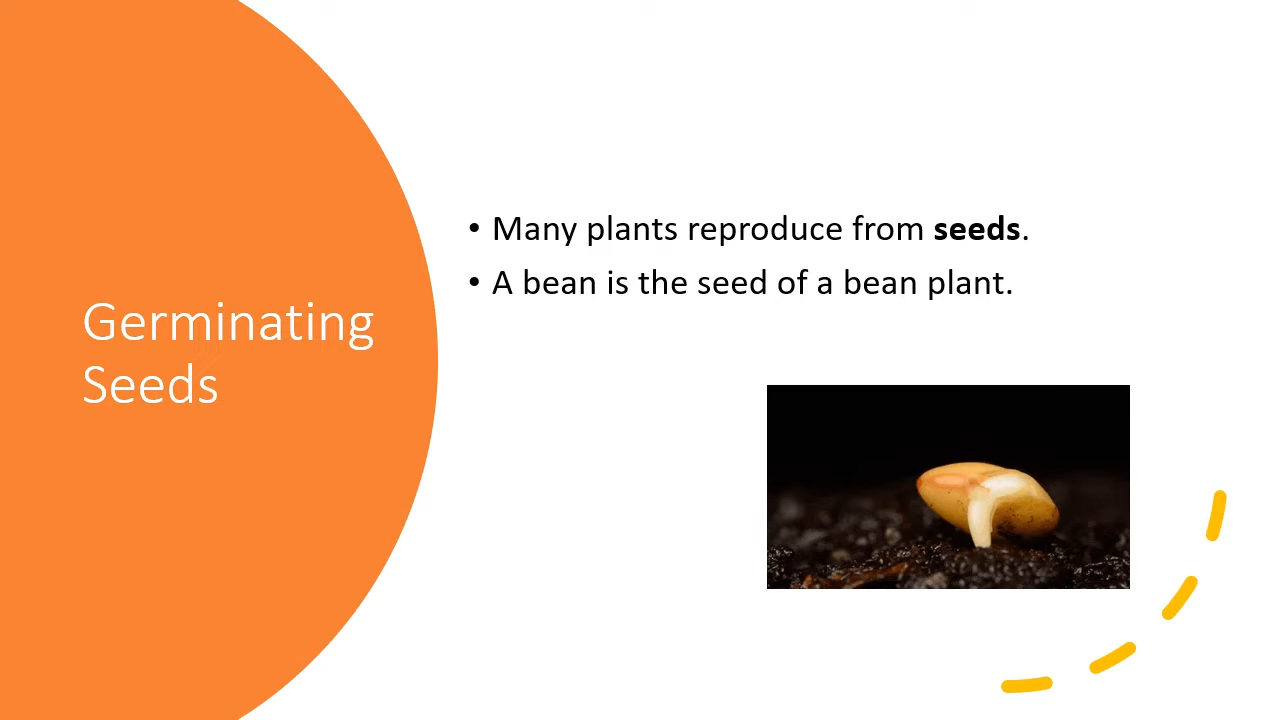 Germinating
Seeds
• Many plants reproduce from seeds.
• A bean is the seed of a bean plant.